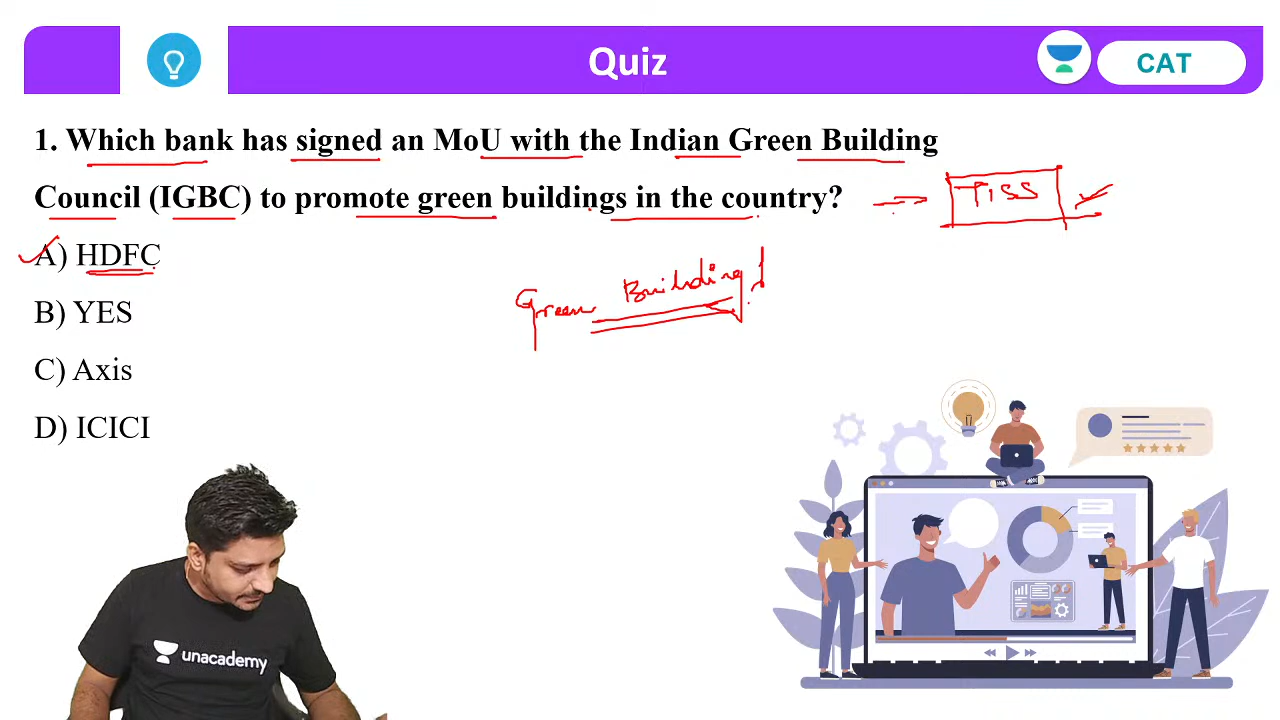 Quiz
CAT
1. Which bank has signed an MoU with the Indian Green Building
Council (IGBC) to promote green buildings in the country?
TISS
A) HDFC
Green Building
B) YES
C) Axis
D) ICICI
unacademy